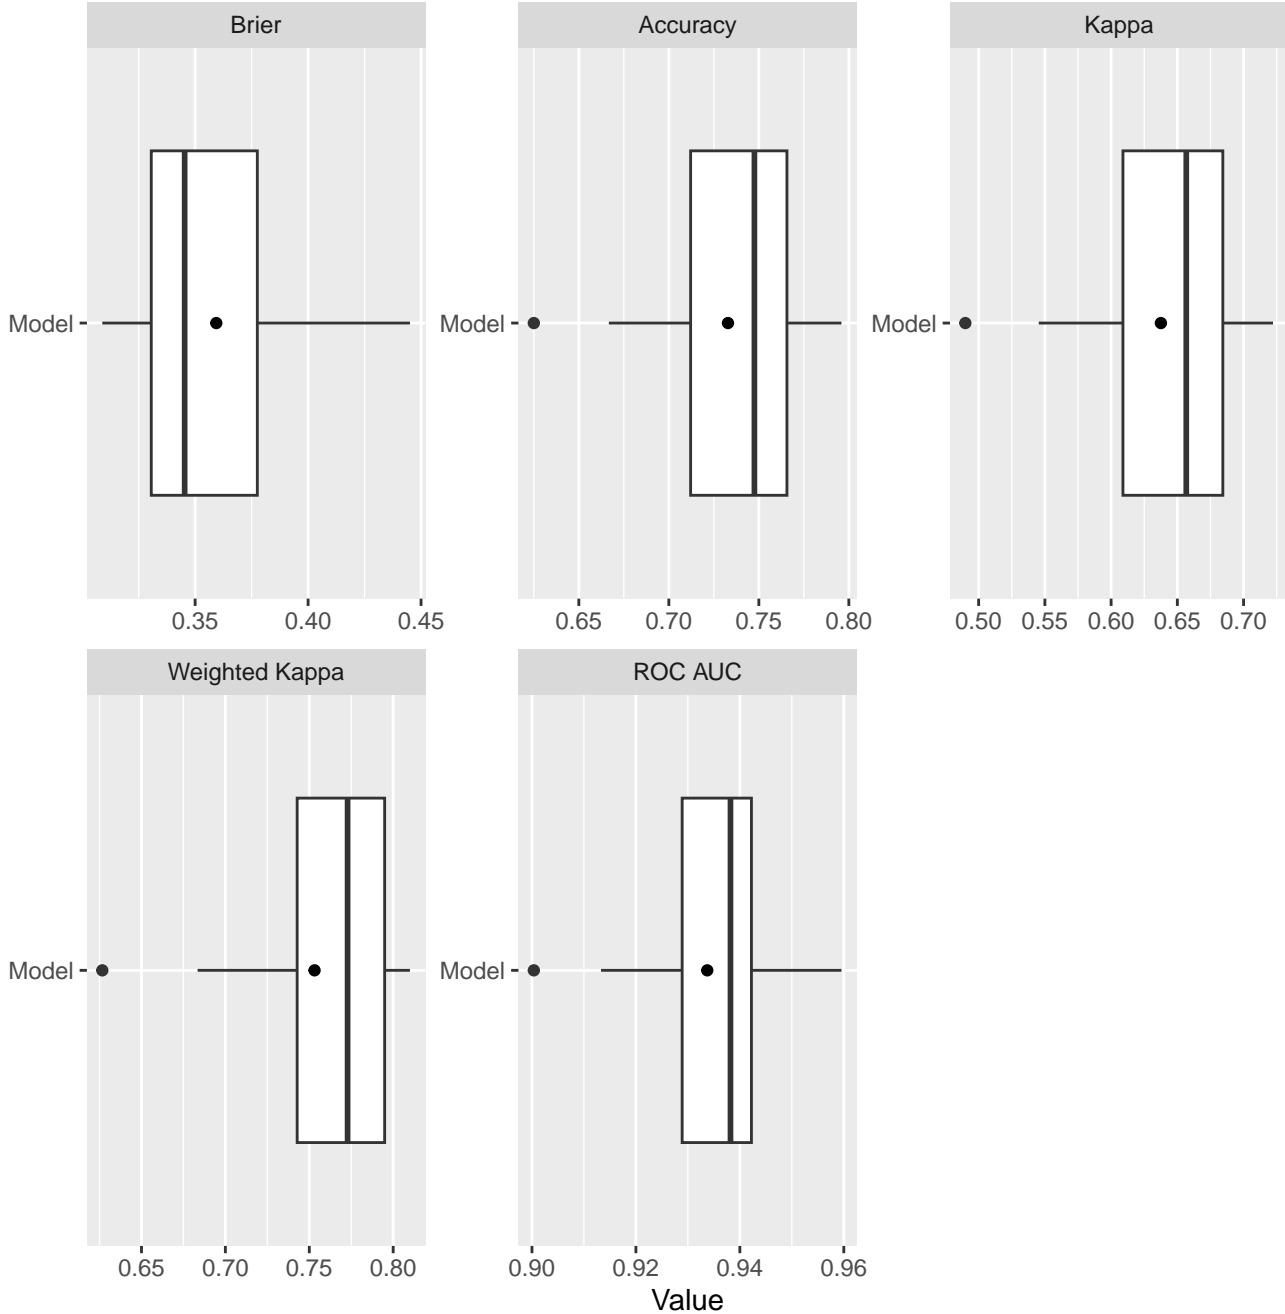 Brier Accuracy Kappa
Model Model Model
0.35 0.40 0.45 0.65 0.70 0.75 0.80 0.50 0.55 0.60 0.65 0.70
Weighted Kappa ROC AUC
Model Model
0.65 0.70 0.75 0.80 0.90 0.92 0.94 0.96
Value